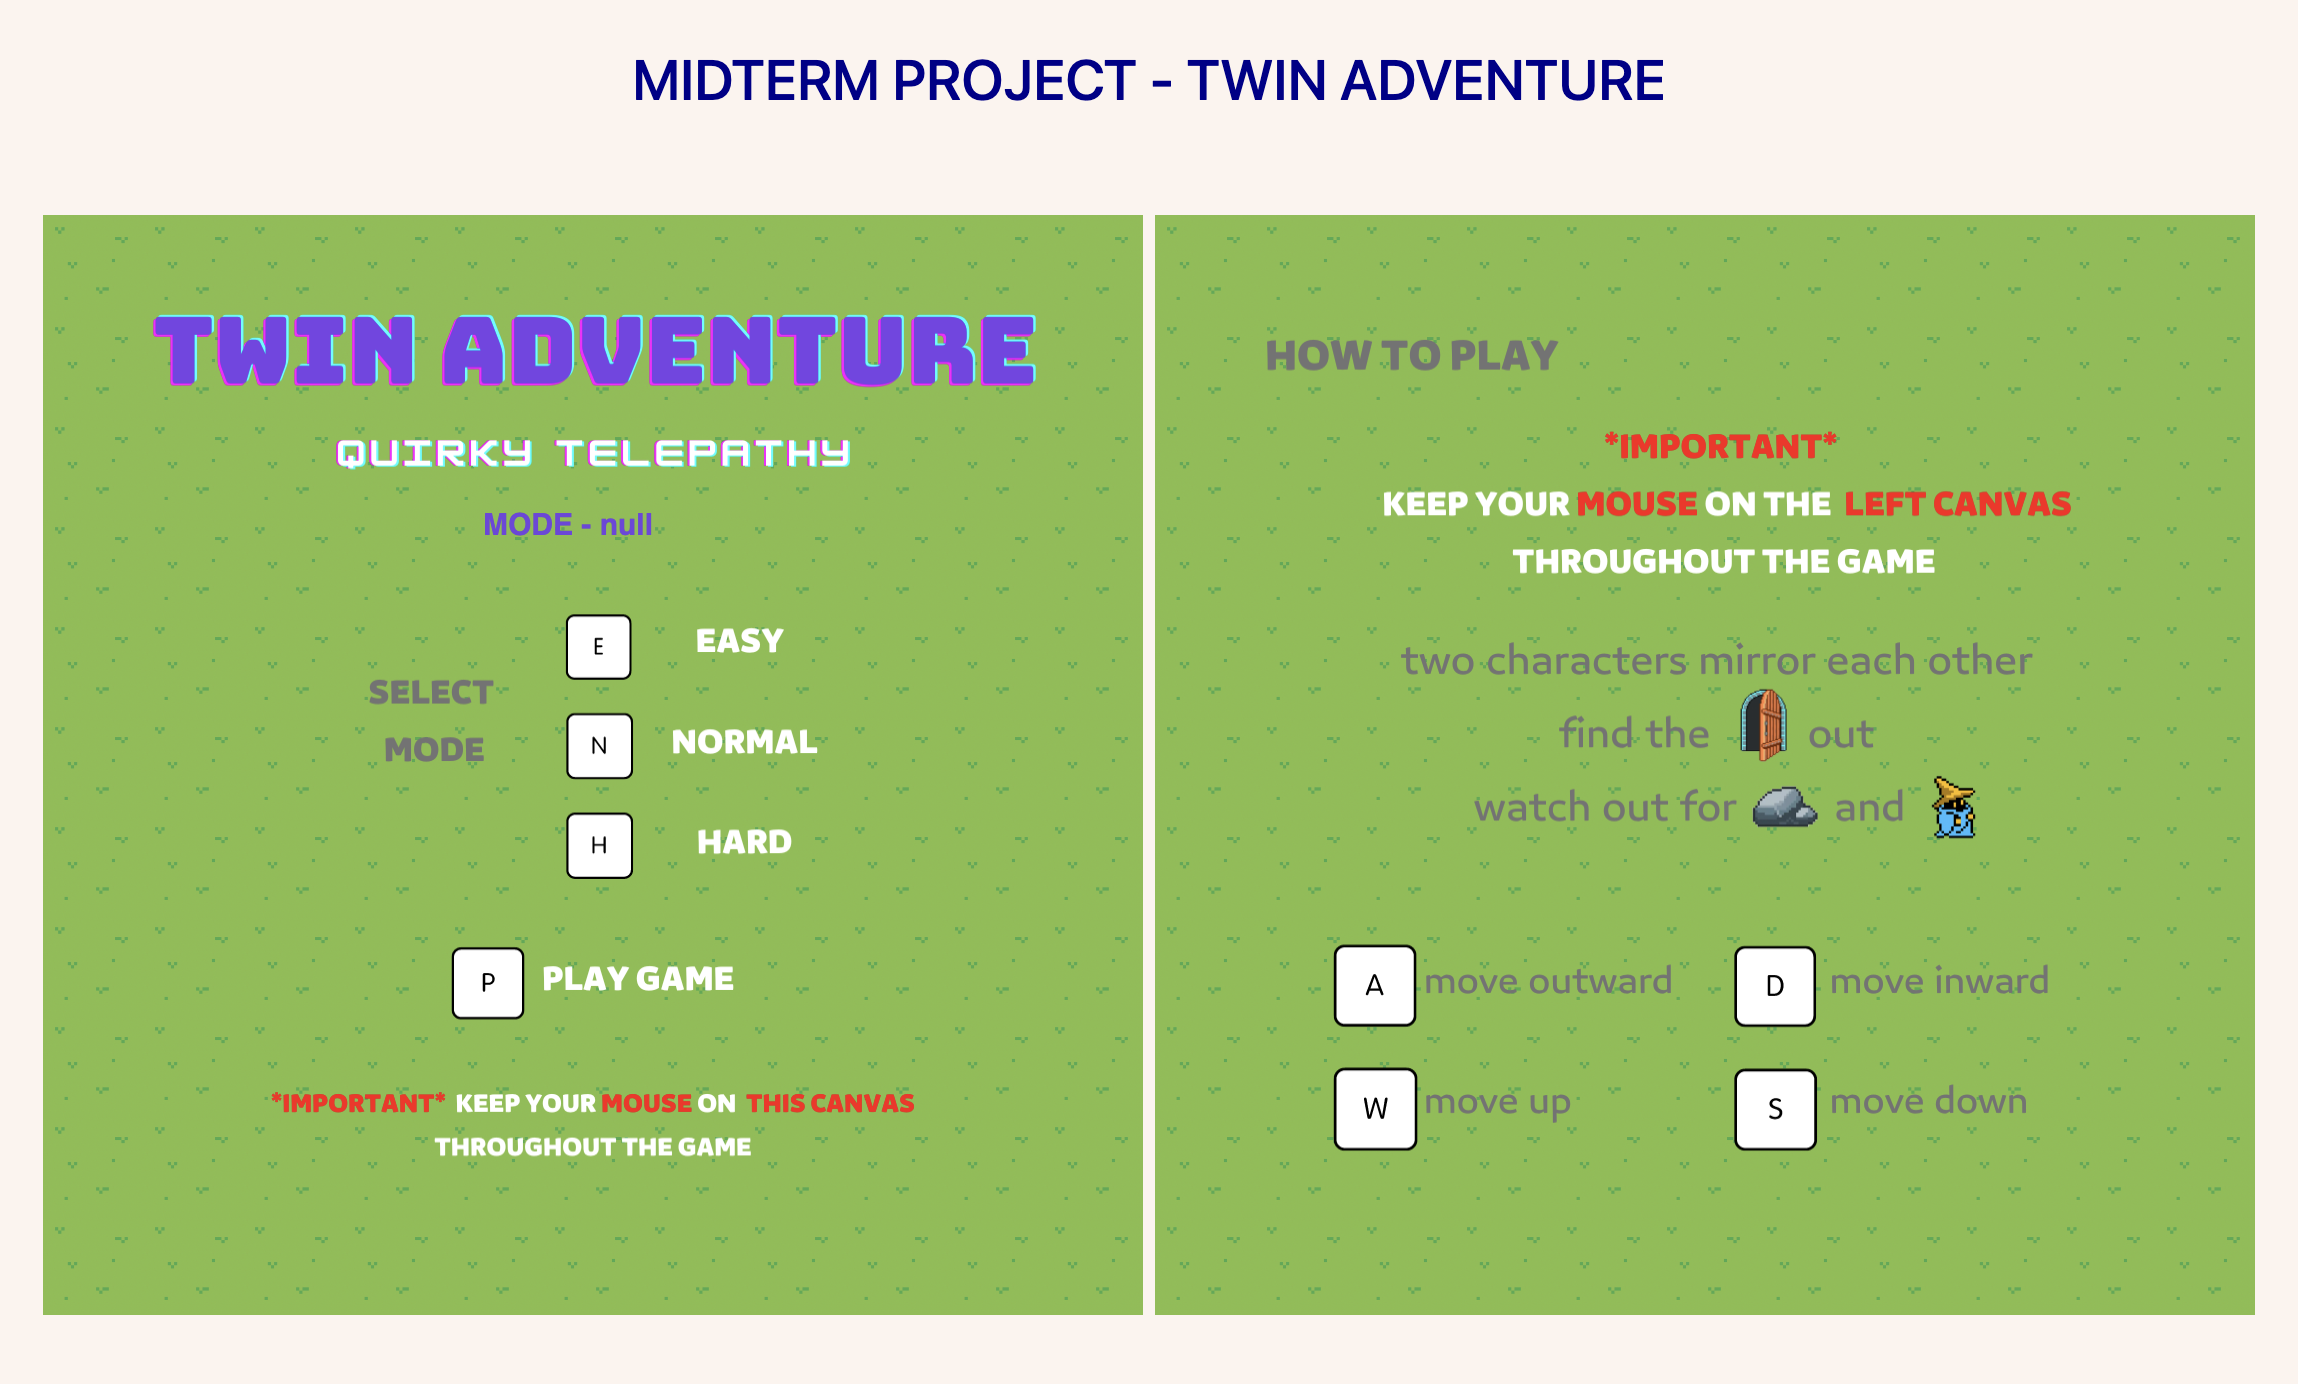 MIDTERM PROJECT - TWIN ADVENTURE
TWIN ADVENTURE
QUIRKY TELEPATHY
MODE - null
SELECT
MODE
E EASY
N NORMAL
H HARD
P PLAY GAME
*IMPORTANT* KEEP YOUR MOUSE ON THIS CANVAS
THROUGHOUT THE GAME
HOW TO PLAY
*IMPORTANT*
KEEP YOUR MOUSE ON THE LEFT CANVAS
THROUGHOUT THE GAME
two characters mirror each other
find the out
watch out for and
A move outward D move inward
W move up S move down